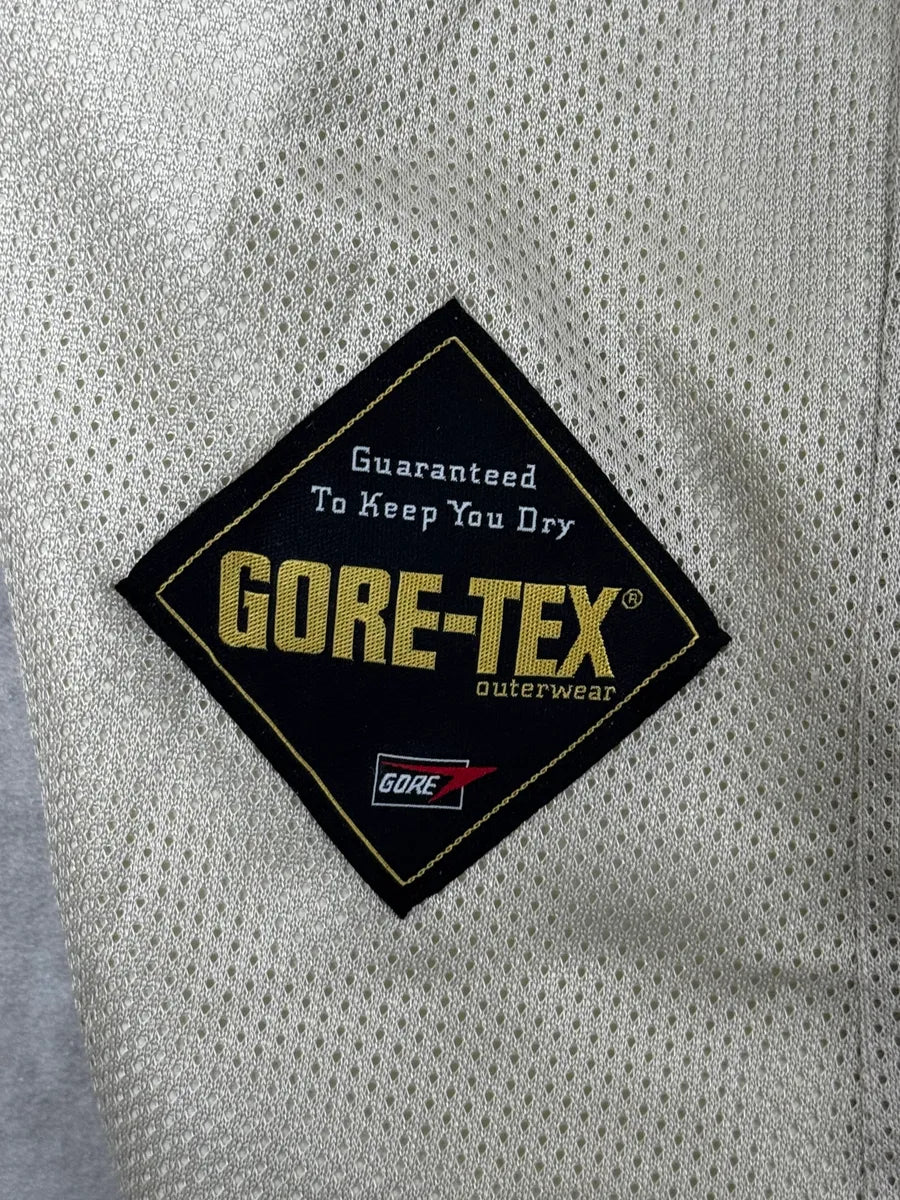 Guaranteed
To Keep You Dry
GORE-TEX®
outerwear
GORE